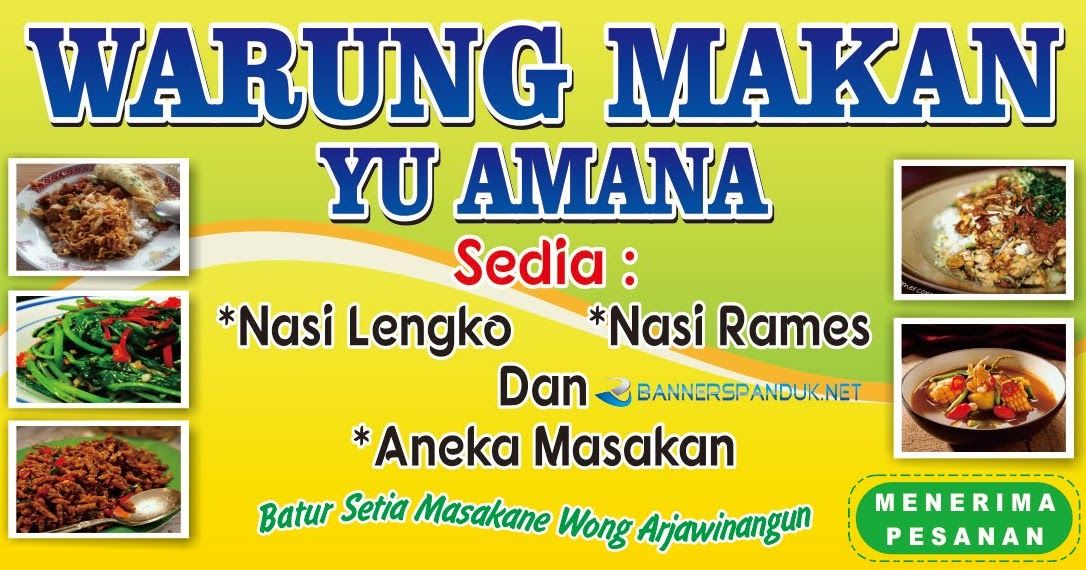 WARUNG MAKAN
YU AMANA
Sedia :
*Nasi Lengko *Nasi Rames
Dan BANNERSPANDUK.NET
*Aneka Masakan
Batur Setia Masakane Wong Arjawinangun
MENERIMA
PESANAN